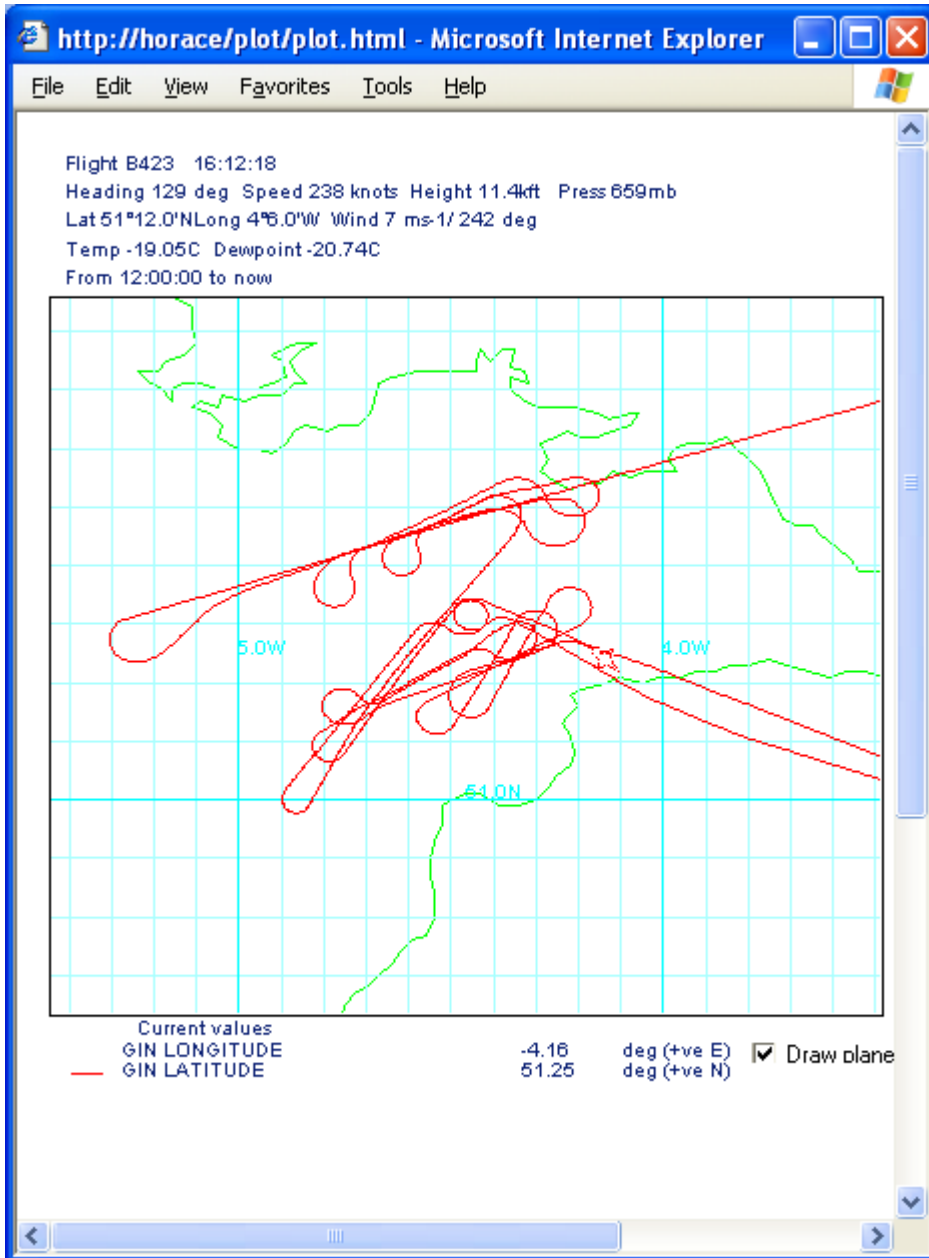 http://horace/plot/plot.html - Microsoft Internet Explorer
File Edit View Favorites Tools Help
Flight B423 16:12:18
Heading 129 deg Speed 238 knots Height 11.4kft Press 659mb
Lat 51°12.0'NLong 4°6.0'W Wind 7 ms-1/ 242 deg
Temp -19.05C Dewpoint -20.74C
From 12:00:00 to now
5.0W
4.0W
51.0N
Current values
GIN LONGITUDE -4.16 deg (+ve E)
GIN LATITUDE 51.25 deg (+ve N)
Draw plane